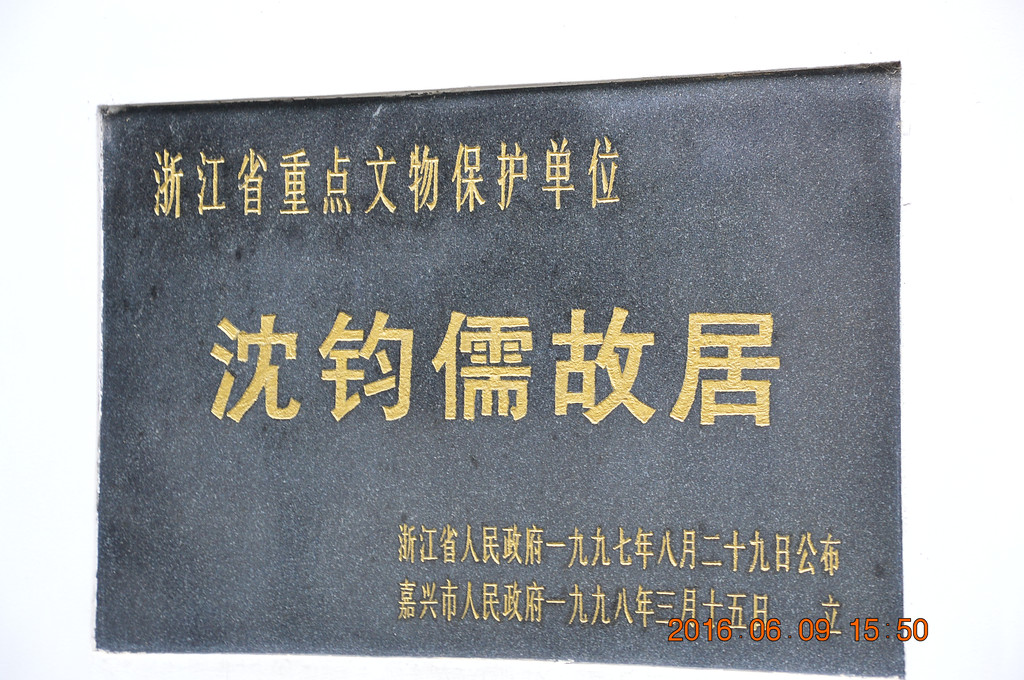 浙江省重点文物保护单位
沈钧儒故居
浙江省人民政府一九九七年八月二十九日公布
嘉兴市人民政府一九九八年三月十五日 立
2016.06.09 15:50